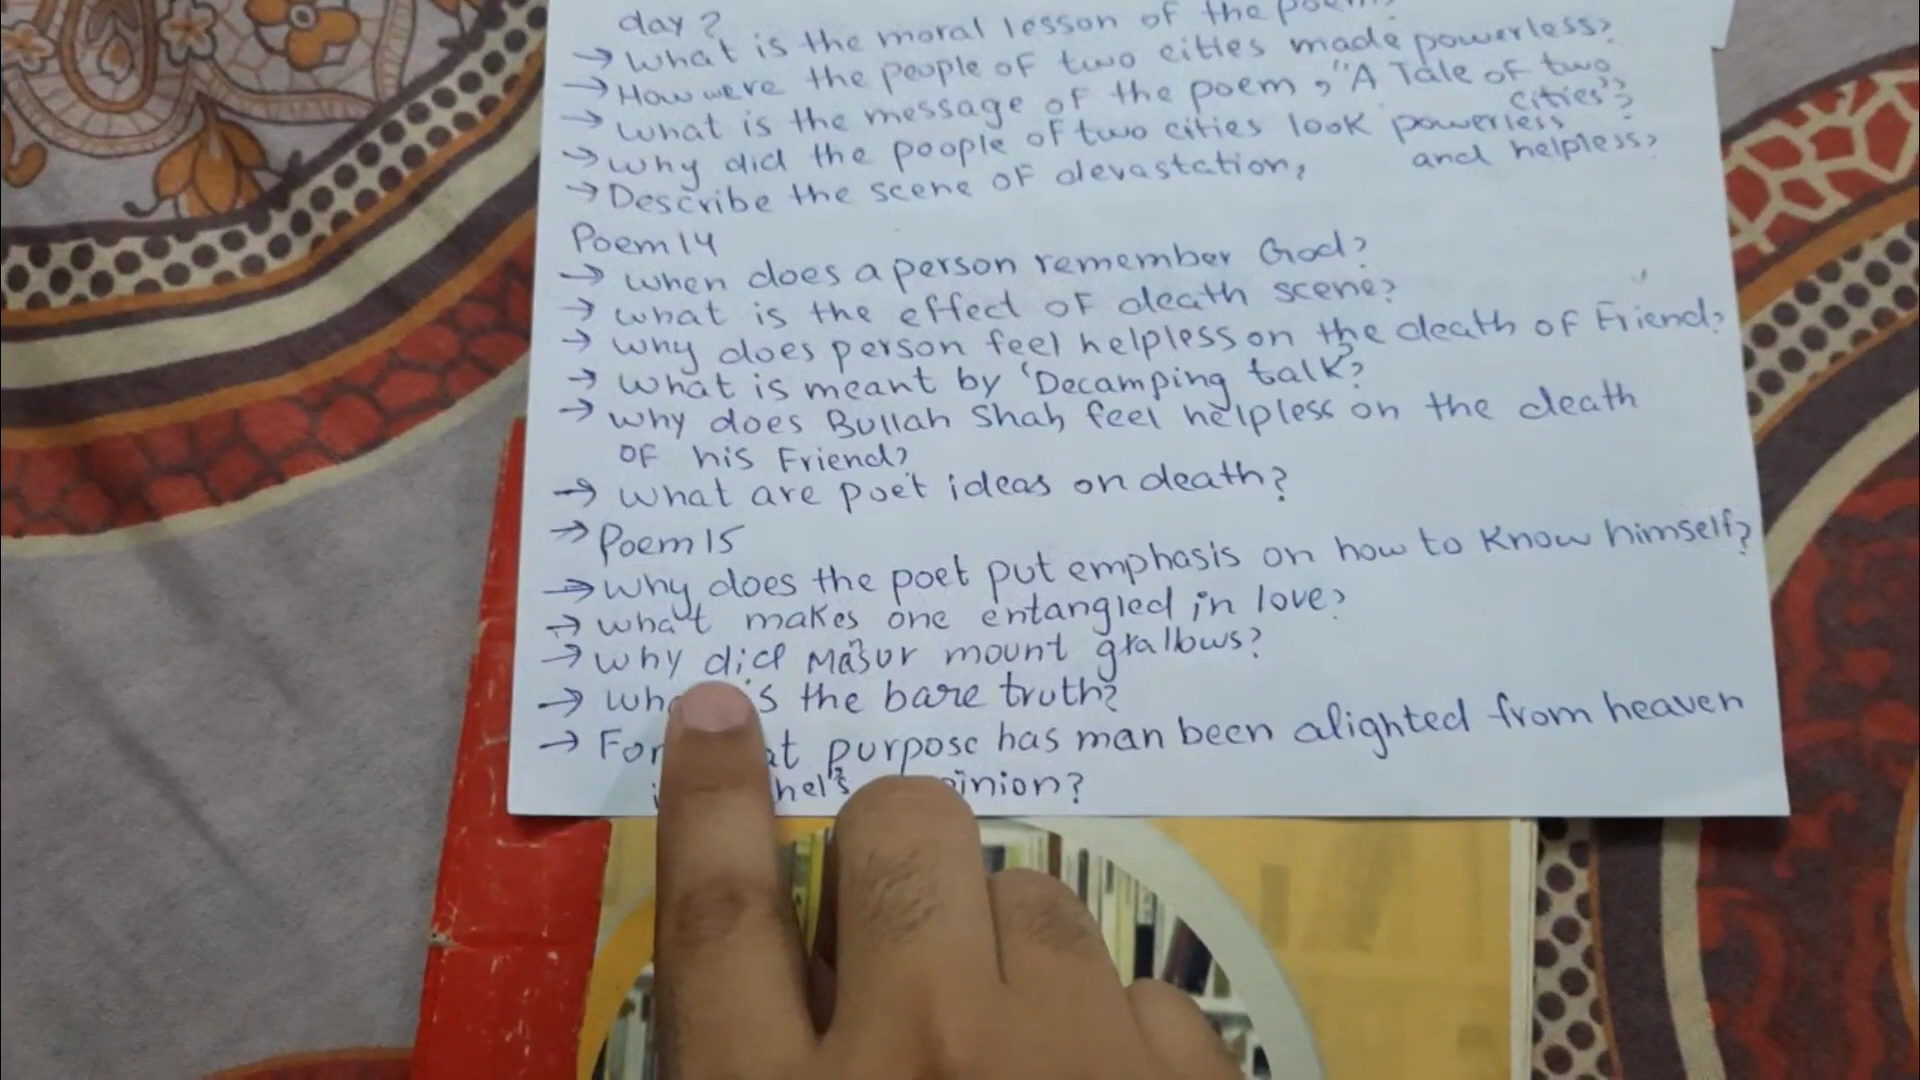 day?
→ What is the moral lesson of the poem?
→ How were the people of two cities made powerless?
→ what is the message of the poem, "A Tale of two
cities"?
→ why did the poople of two cities look powerless
and helpless?
→ Describe the scene of devastation,
Poem 14
→ when does a person remember God?
→ what is the effect of death scene?
→ why does person feel helpless on the death of Friend?
→ what is meant by 'Decamping talk'?
→ why does Bullah Shah feel helpless on the death
of his Friend?
→ what are poet ideas on death?
→ Poem 15
→ why does the poet put emphasis on how to Know himself?
→ what makes one entangled in love?
→ why did Masur mount
→ is the bare truth?
→ For purpose has man been alighted from heaven
opinion?